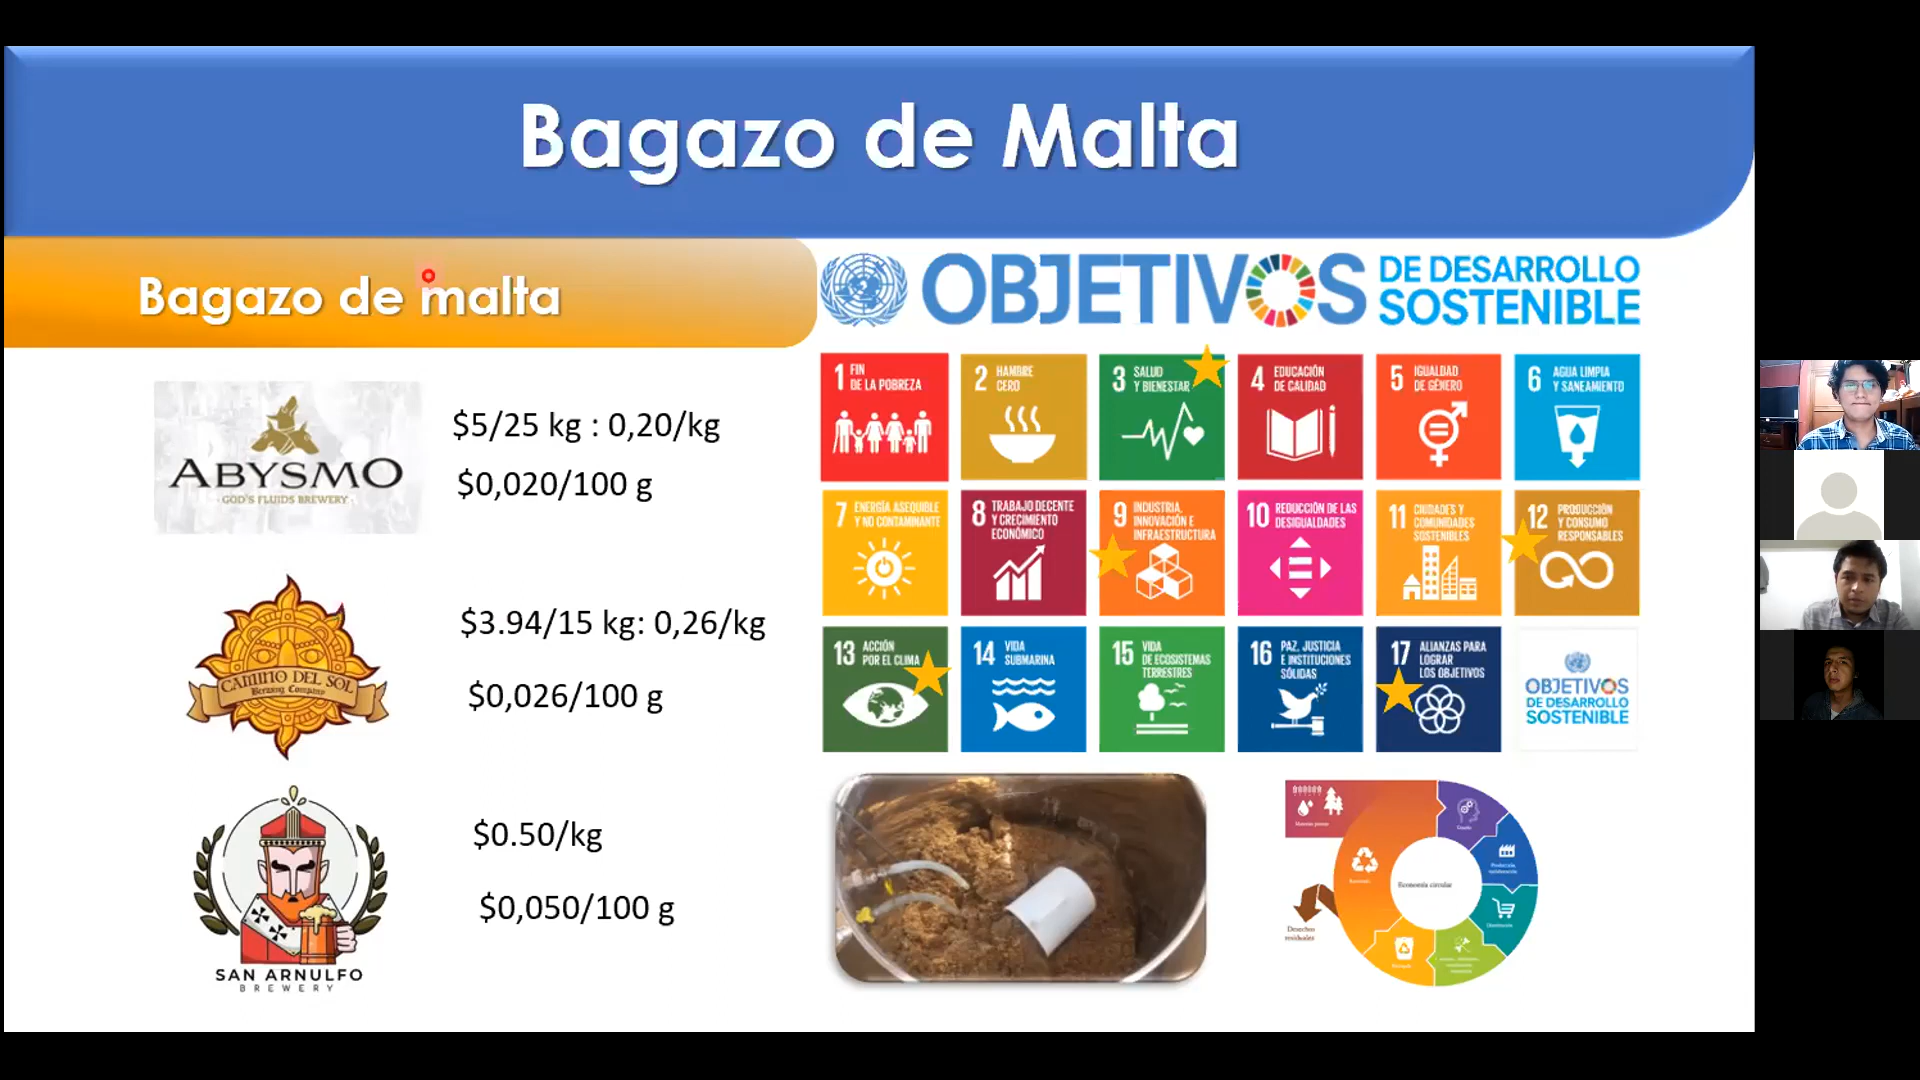 Bagazo de Malta
Bagazo de malta
ABYSMO
GOD'S FLUIDS BREWERY
$5/25 kg : 0,20/kg
$0,020/100 g
CAMINO DEL SOL
Brewing Company
$3.94/15 kg: 0,26/kg
$0,026/100 g
SAN ARNULFO
BREWERY
$0.50/kg
$0,050/100 g
OBJETIVOS
DE DESARROLLO
SOSTENIBLE
1 FIN
DE LA POBREZA
2 HAMBRE
CERO
3 SALUD
Y BIENESTAR
4 EDUCACIÓN
DE CALIDAD
5 IGUALDAD
DE GÉNERO
6 AGUA LIMPIA
Y SANEAMIENTO
7 ENERGÍA ASEQUIBLE
Y NO CONTAMINANTE
8 TRABAJO DECENTE
Y CRECIMIENTO
ECONÓMICO
9 INDUSTRIA,
INNOVACIÓN E
INFRAESTRUCTURA
10 REDUCCIÓN DE LAS
DESIGUALDADES
11 CIUDADES Y
COMUNIDADES
SOSTENIBLES
12 PRODUCCIÓN
Y CONSUMO
RESPONSABLES
13 ACCIÓN
POR EL CLIMA
14 VIDA
SUBMARINA
15 VIDA
DE ECOSISTEMAS
TERRESTRES
16 PAZ, JUSTICIA
E INSTITUCIONES
SÓLIDAS
17 ALIANZAS PARA
LOGRAR
LOS OBJETIVOS
OBJETIVOS
DE DESARROLLO
SOSTENIBLE
Economía circular
Desechos
residuales